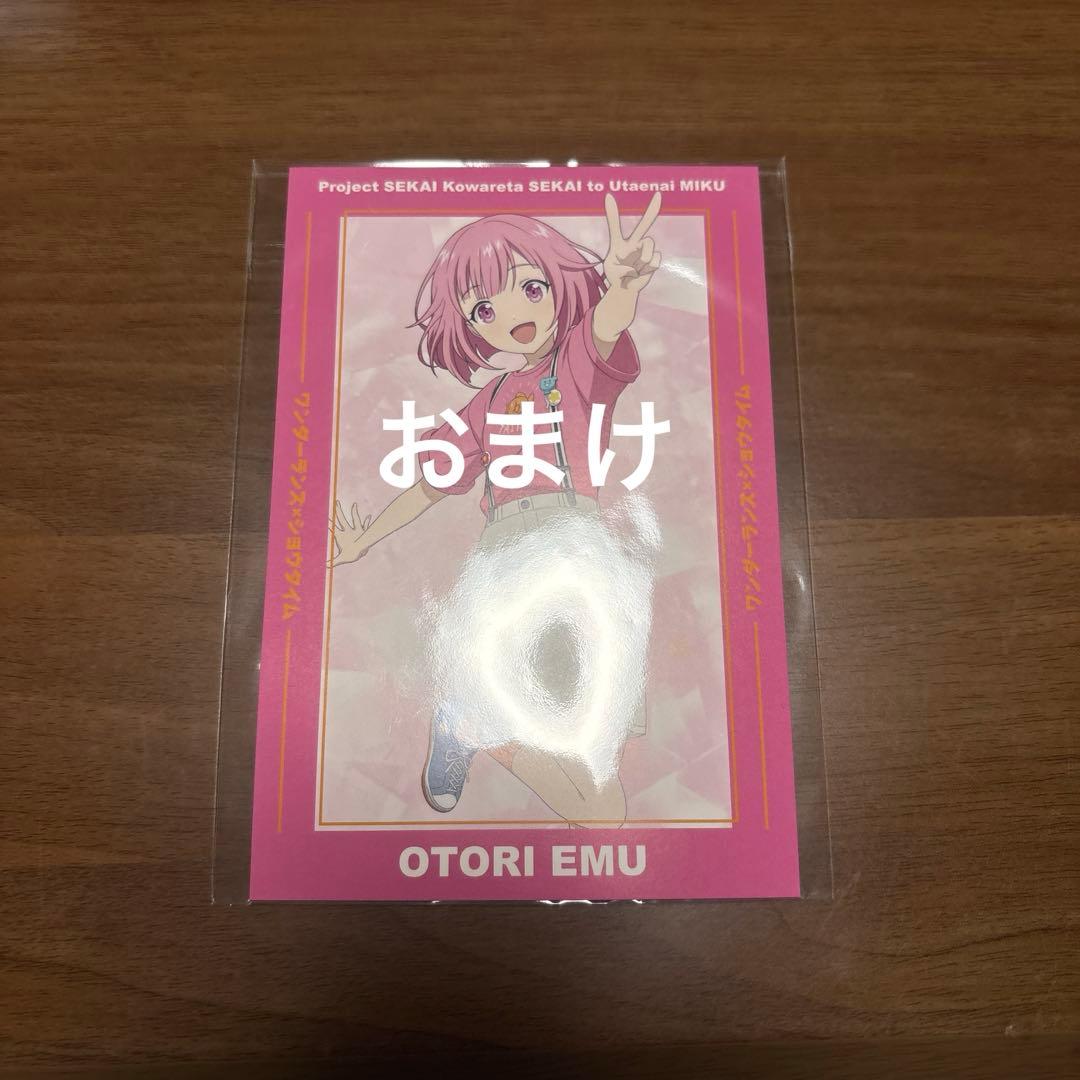 Project SEKAI Kowareta SEKAI to Utaenai MIKU
ワンダーランズ×ショウタイム
ワンダーランズ×ショウタイム
おまけ
OTORI EMU